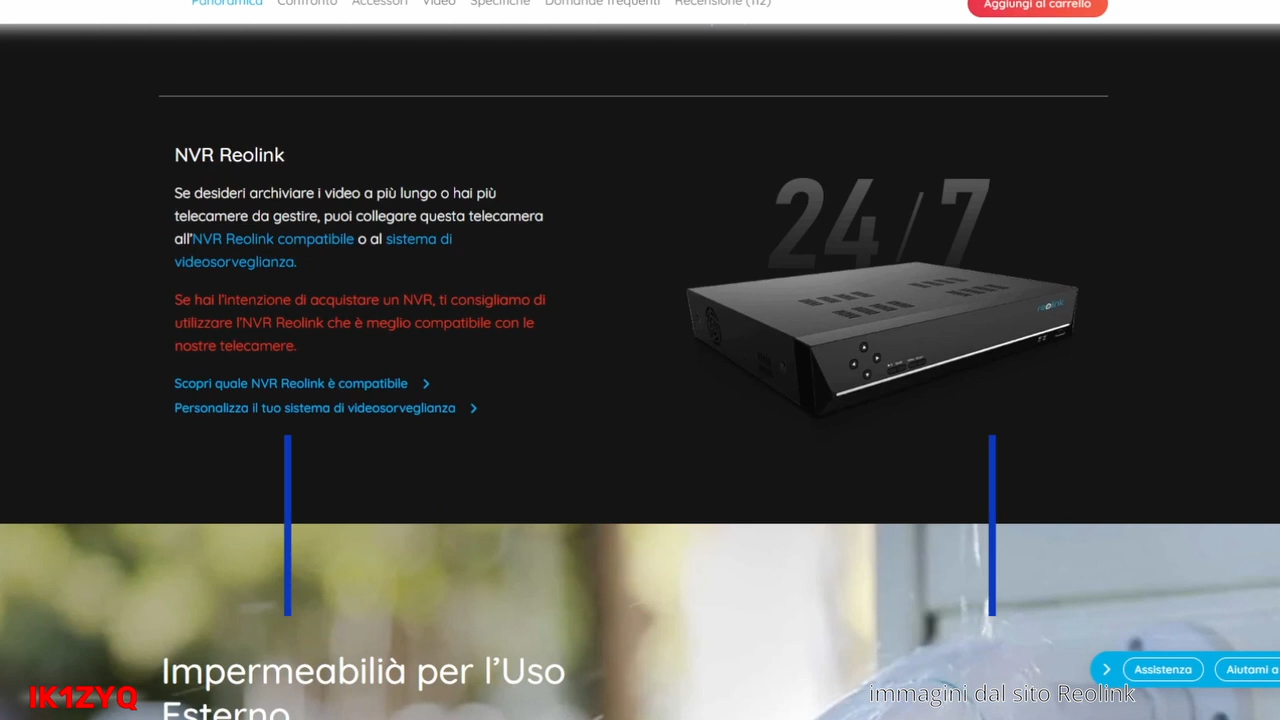 Panoramica Confronto Accessori Video Specifiche Domande frequenti Recensione (112)
Aggiungi al carrello
NVR Reolink
Se desideri archiviare i video a più lungo o hai più
telecamere da gestire, puoi collegare questa telecamera
all'NVR Reolink compatibile o al sistema di
videosorveglianza.
Se hai l'intenzione di acquistare un NVR, ti consigliamo di
utilizzare l'NVR Reolink che è meglio compatibile con le
nostre telecamere.
Scopri quale NVR Reolink è compatibile
Personalizza il tuo sistema di videosorveglianza
24/7
reolink
Impermeabilià per l'Uso
Esterno
Assistenza
Aiutami a
IK1ZYQ
immagini dal sito Reolink